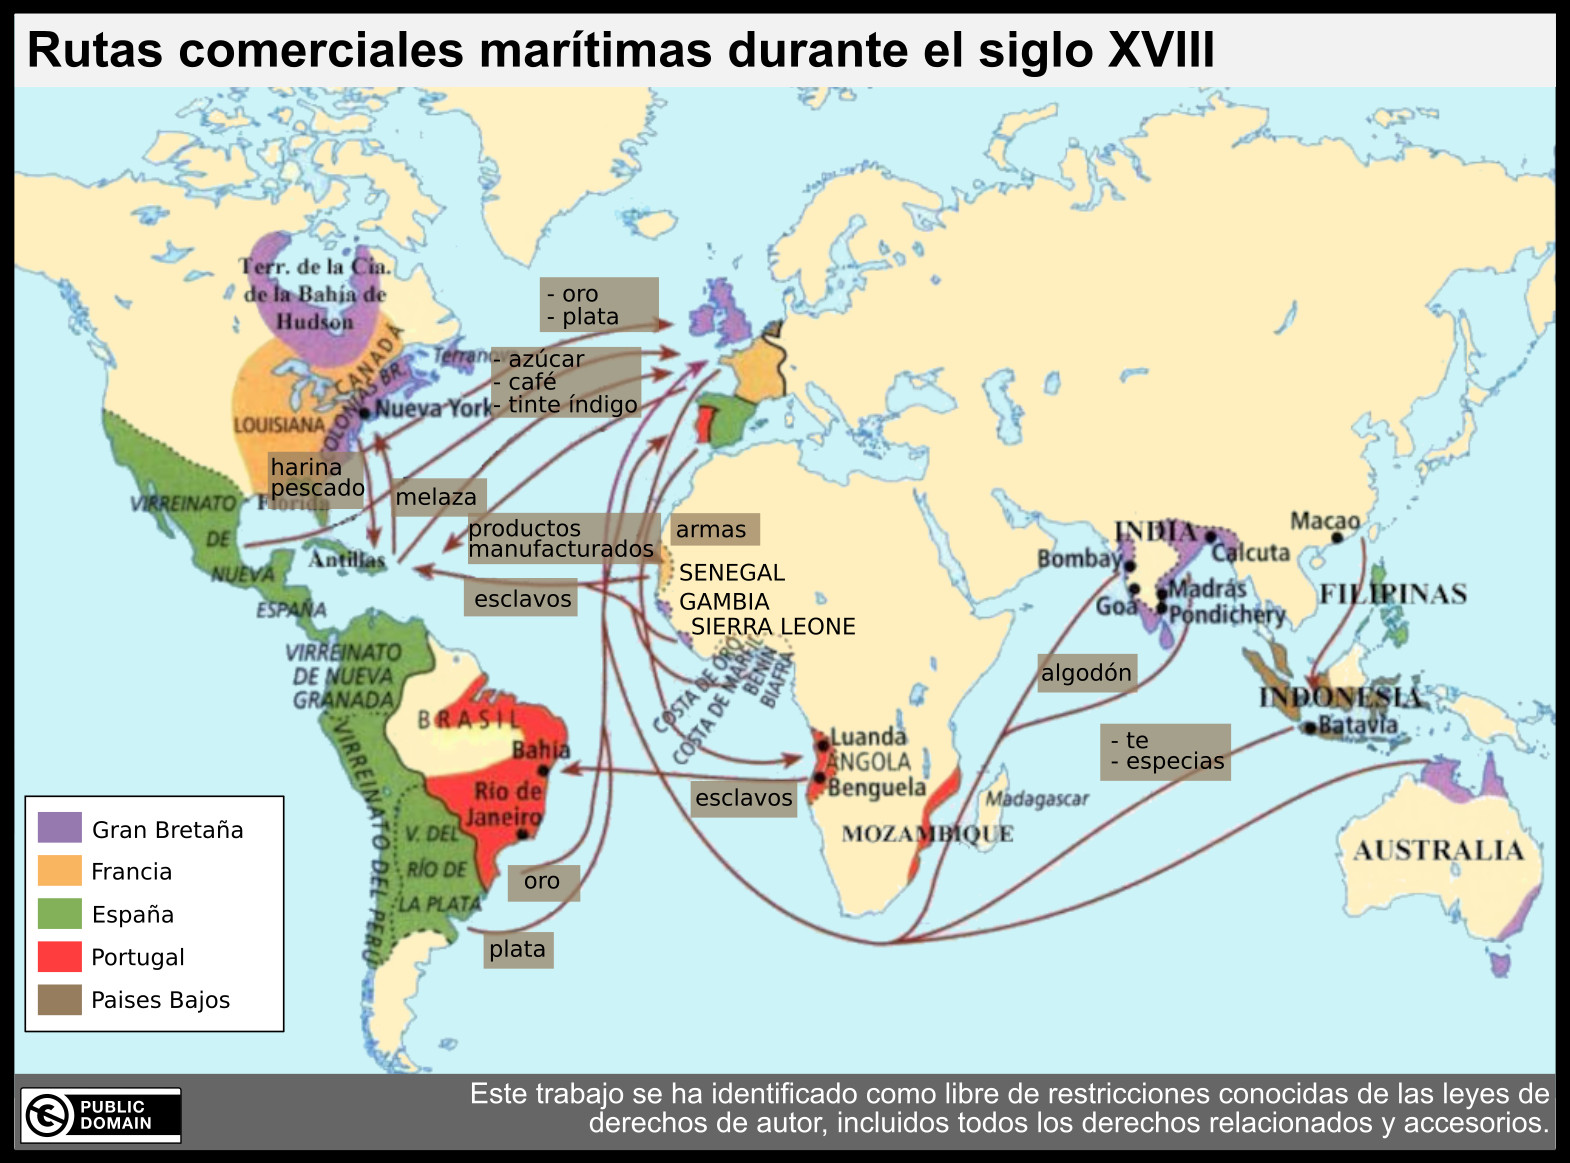 Rutas comerciales marítimas durante el siglo XVIII
Terr. de la Cia.
de la Bahía de
Hudson
- oro
- plata
CANADÁ
Terranova
- azúcar
- café
- tinte índigo
COLONIAS BR.
Nueva York
LOUISIANA
harina
pescado
Florida
melaza
VIRREINATO
DE
NUEVA
ESPAÑA
Antillas
productos
manufacturados
armas
esclavos
SENEGAL
GAMBIA
SIERRA LEONE
COSTA DE ORO
COSTA DE MARFIL
BENÍN
BIAFRA
INDIA
Bombay
Calcuta
Goa
Madrás
Pondichery
Macao
FILIPINAS
INDONESIA
Batavia
algodón
- te
- especias
VIRREINATO
DE NUEVA
GRANADA
BRASIL
Bahía
Río de
Janeiro
VIRREINATO DEL PERÚ
V. DEL
RÍO DE
LA PLATA
oro
plata
Luanda
ANGOLA
Benguela
esclavos
MOZAMBIQUE
Madagascar
AUSTRALIA
Gran Bretaña
Francia
España
Portugal
Paises Bajos
PUBLIC
DOMAIN
Este trabajo se ha identificado como libre de restricciones conocidas de las leyes de
derechos de autor, incluidos todos los derechos relacionados y accesorios.